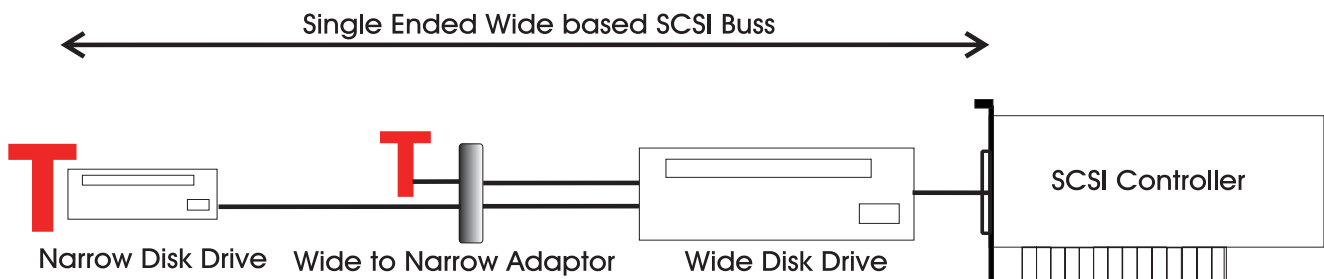 Single Ended Wide based SCSI Buss
T
T
SCSI Controller
Narrow Disk Drive
Wide to Narrow Adaptor
Wide Disk Drive